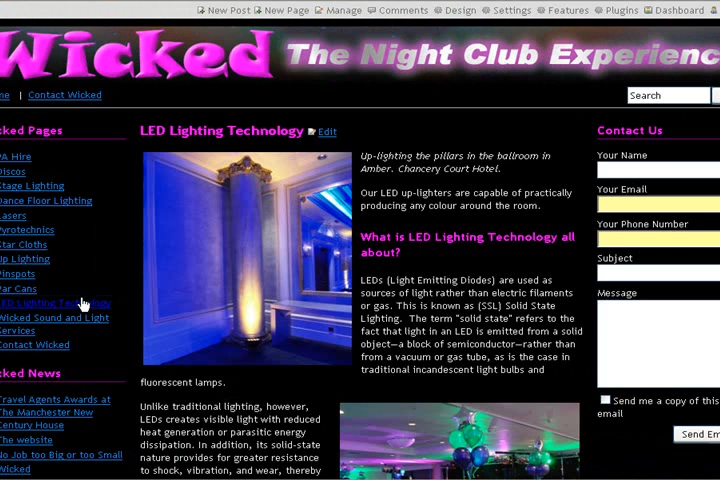 New Post New Page Manage Comments Design Settings Features Plugins Dashboard
Wicked The Night Club Experienc
me | Contact Wicked
Search
cked Pages
PA Hire
Discos
Stage Lighting
Dance Floor Lighting
Lasers
Pyrotechnics
Star Cloths
Up Lighting
Pinspots
Par Cans
LED Lighting Technology
Wicked Sound and Light
Services
Contact Wicked
cked News
Travel Agents Awards at
The Manchester New
Century House
The website
No Job too Big or too Small
Wicked
LED Lighting Technology Edit
Up-lighting the pillars in the ballroom in
Amber. Chancery Court Hotel.
Our LED up-lighters are capable of practically
producing any colour around the room.
What is LED Lighting Technology all
about?
LEDs (Light Emitting Diodes) are used as
sources of light rather than electric filaments
or gas. This is known as (SSL) Solid State
Lighting. The term "solid state" refers to the
fact that light in an LED is emitted from a solid
object—a block of semiconductor—rather than
from a vacuum or gas tube, as is the case in
traditional incandescent light bulbs and
fluorescent lamps.
Unlike traditional lighting, however,
LEDs creates visible light with reduced
heat generation or parasitic energy
dissipation. In addition, its solid-state
nature provides for greater resistance
to shock, vibration, and wear, thereby
Contact Us
Your Name
Your Email
Your Phone Number
Subject
Message
Send me a copy of this
email
Send Em